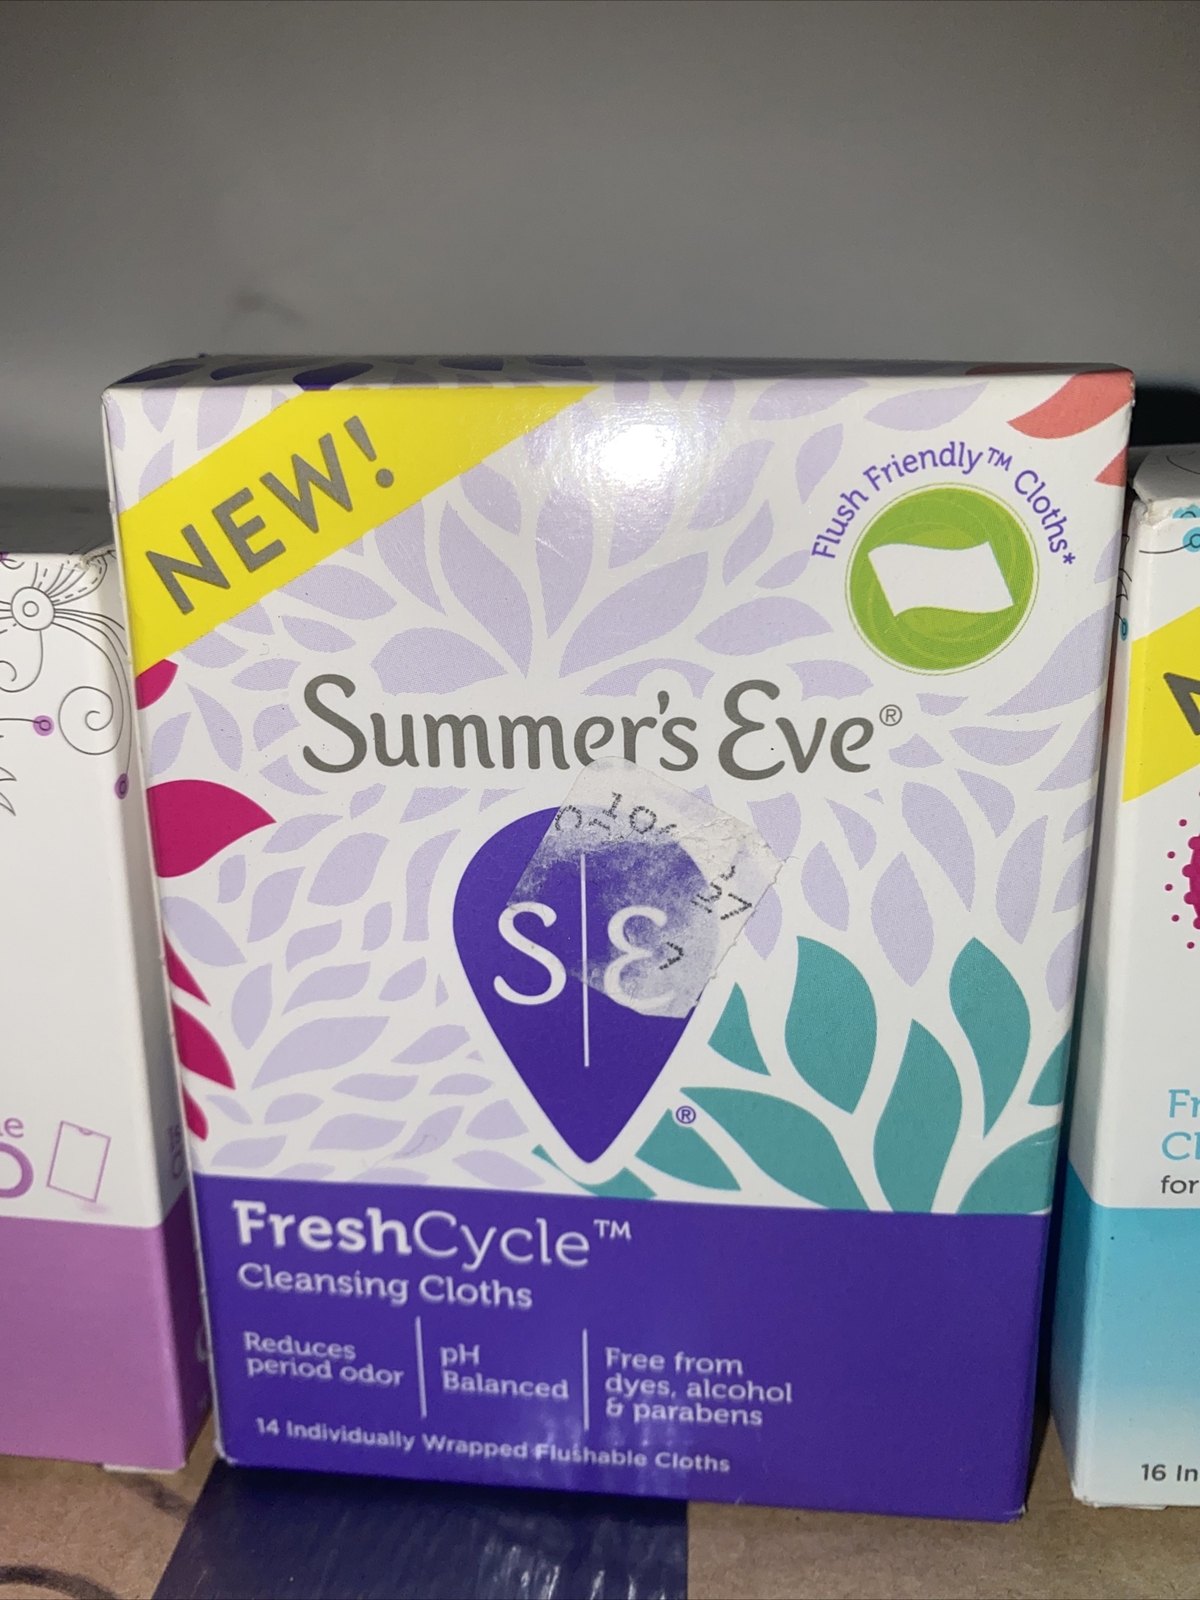 NEW!
Flush Friendly™ Cloths*
Summer's Eve®
S E
®
FreshCycle™
Cleansing Cloths
Reduces
period odor
pH
Balanced
Free from
dyes, alcohol
& parabens
14 Individually Wrapped Flushable Cloths
for
16 In